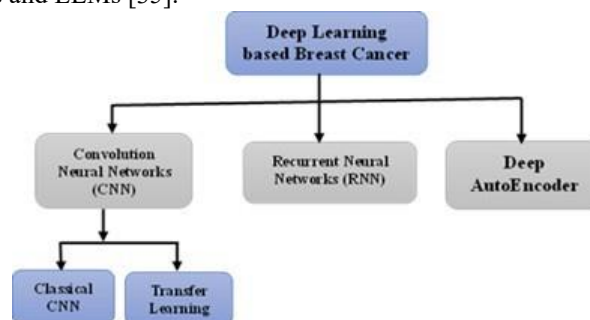 and ELMs [35].
Deep Learning
based Breast Cancer
Convolution
Neural Networks
(CNN)
Recurrent Neural
Networks (RNN)
Deep
AutoEncoder
Classical
CNN
Transfer
Learning